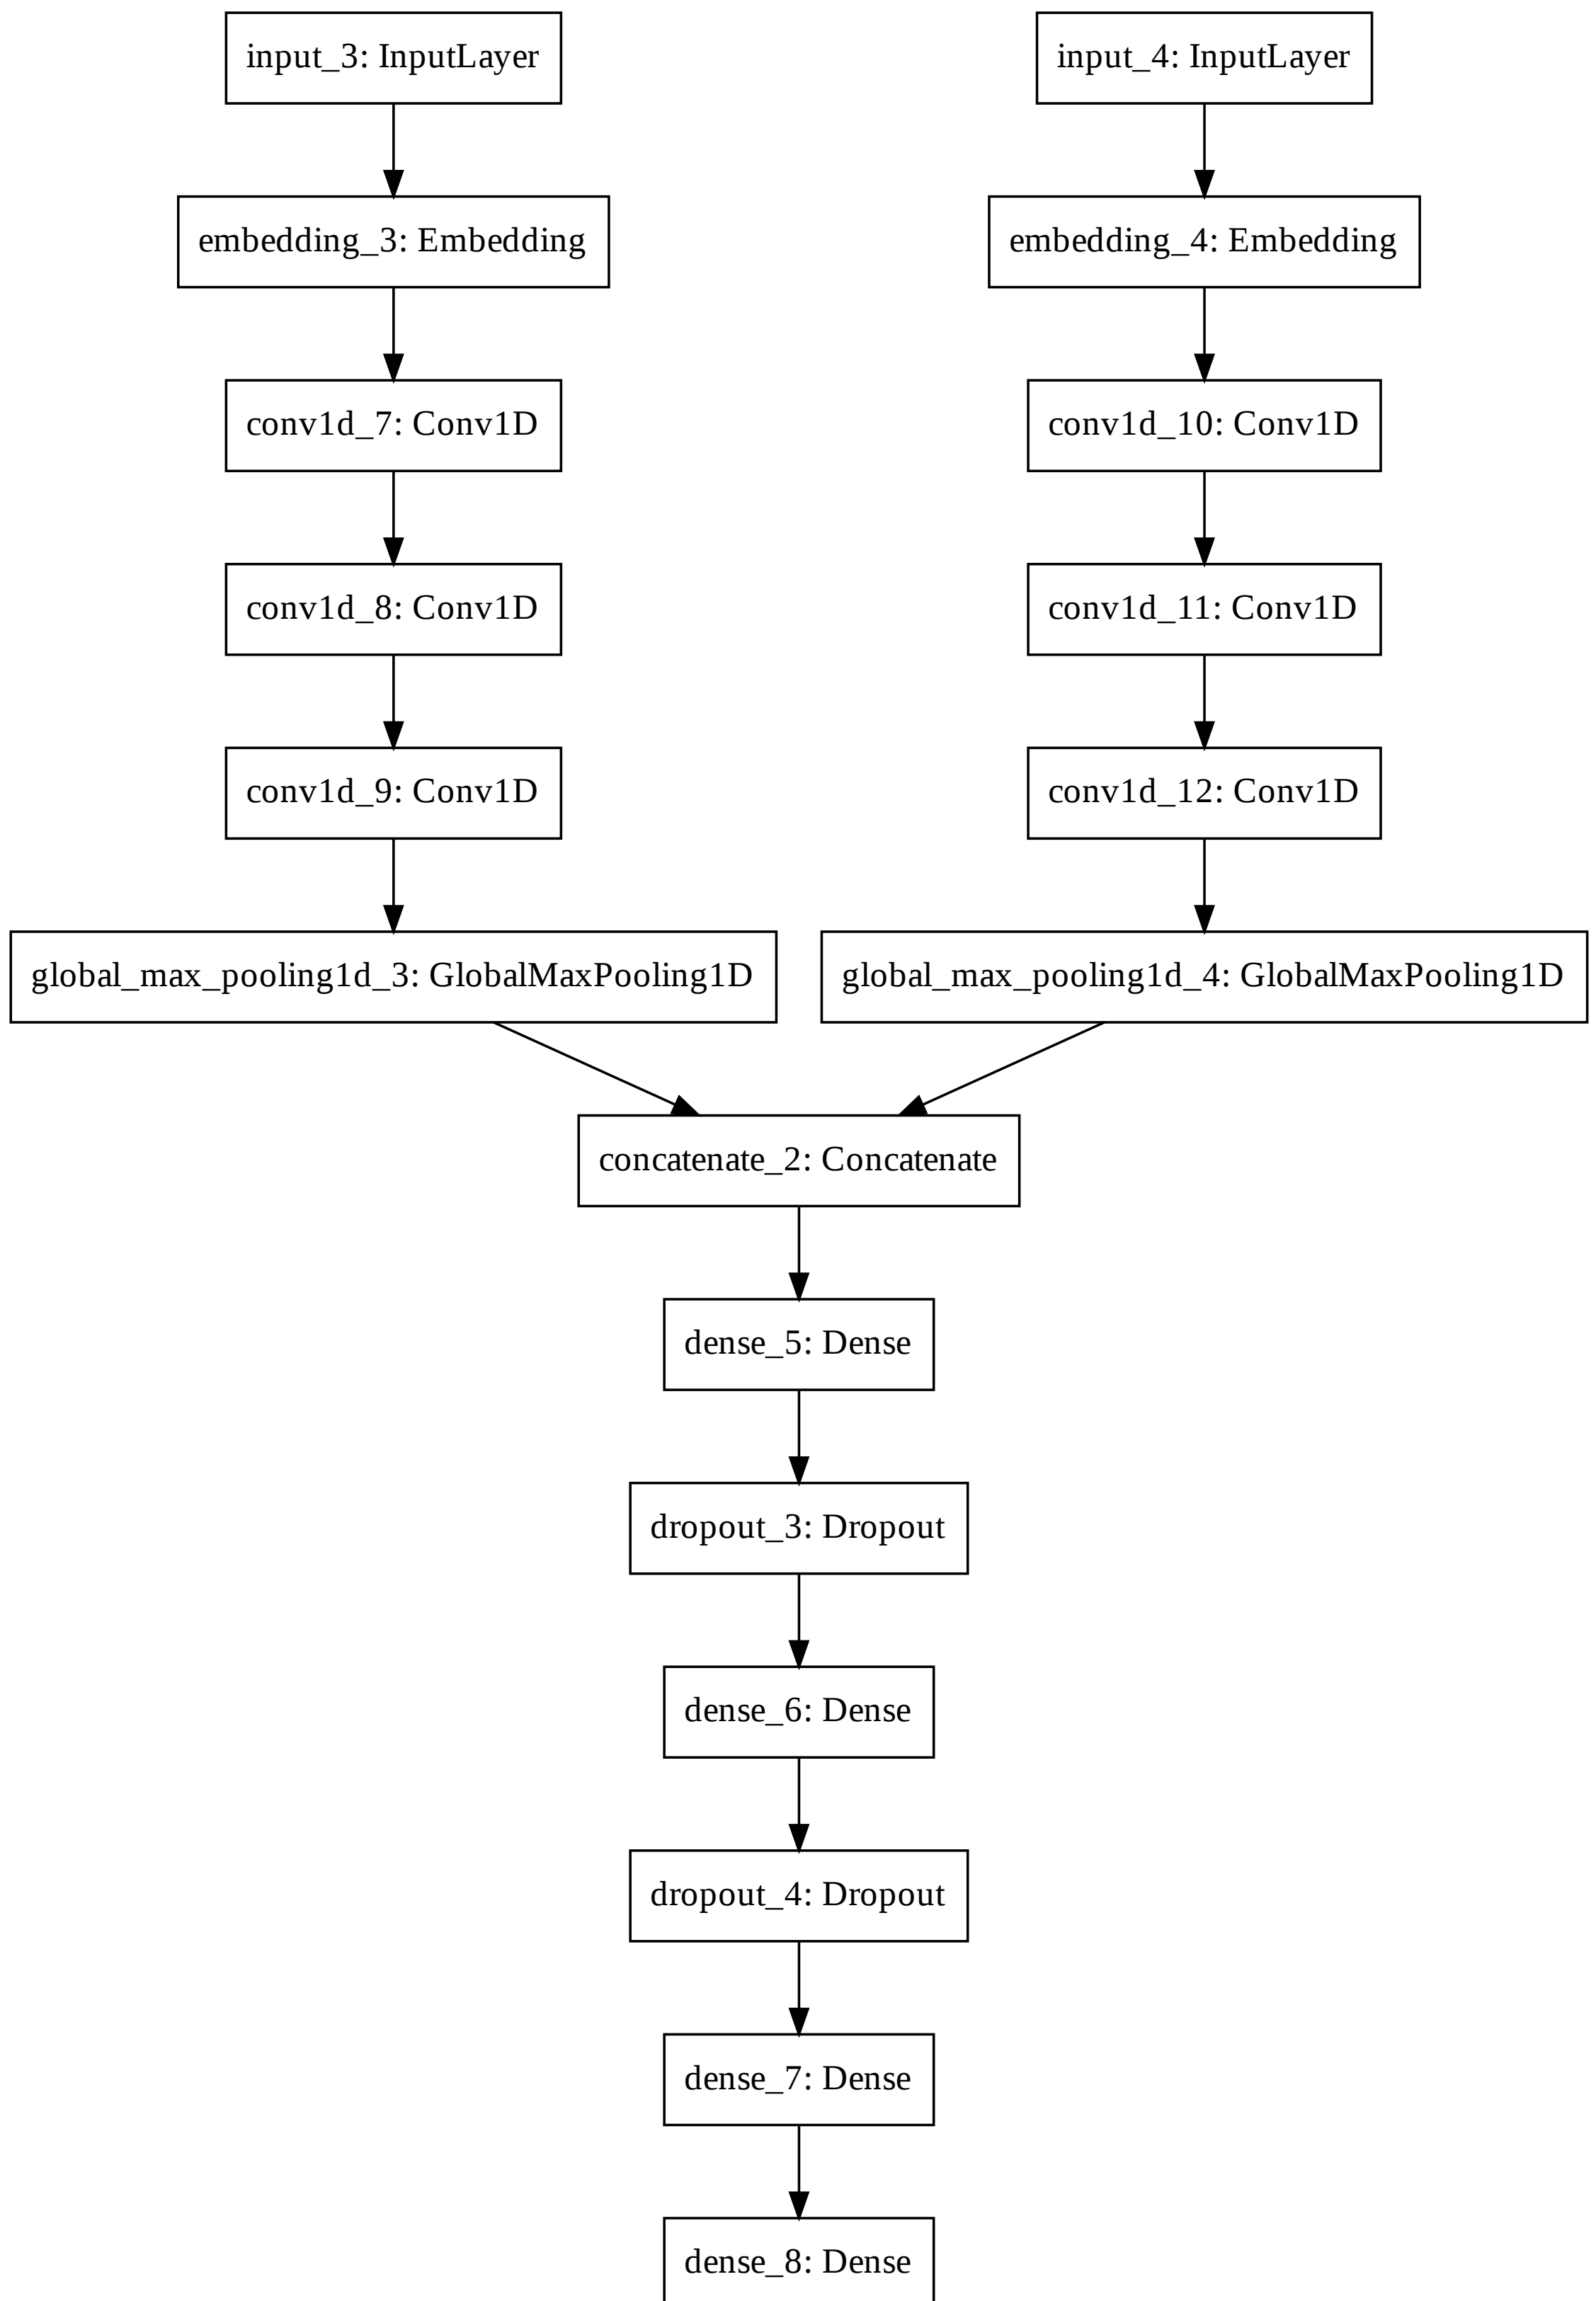 input_3: InputLayer
input_4: InputLayer
embedding_3: Embedding
embedding_4: Embedding
conv1d_7: Conv1D
conv1d_10: Conv1D
conv1d_8: Conv1D
conv1d_11: Conv1D
conv1d_9: Conv1D
conv1d_12: Conv1D
global_max_pooling1d_3: GlobalMaxPooling1D
global_max_pooling1d_4: GlobalMaxPooling1D
concatenate_2: Concatenate
dense_5: Dense
dropout_3: Dropout
dense_6: Dense
dropout_4: Dropout
dense_7: Dense
dense_8: Dense